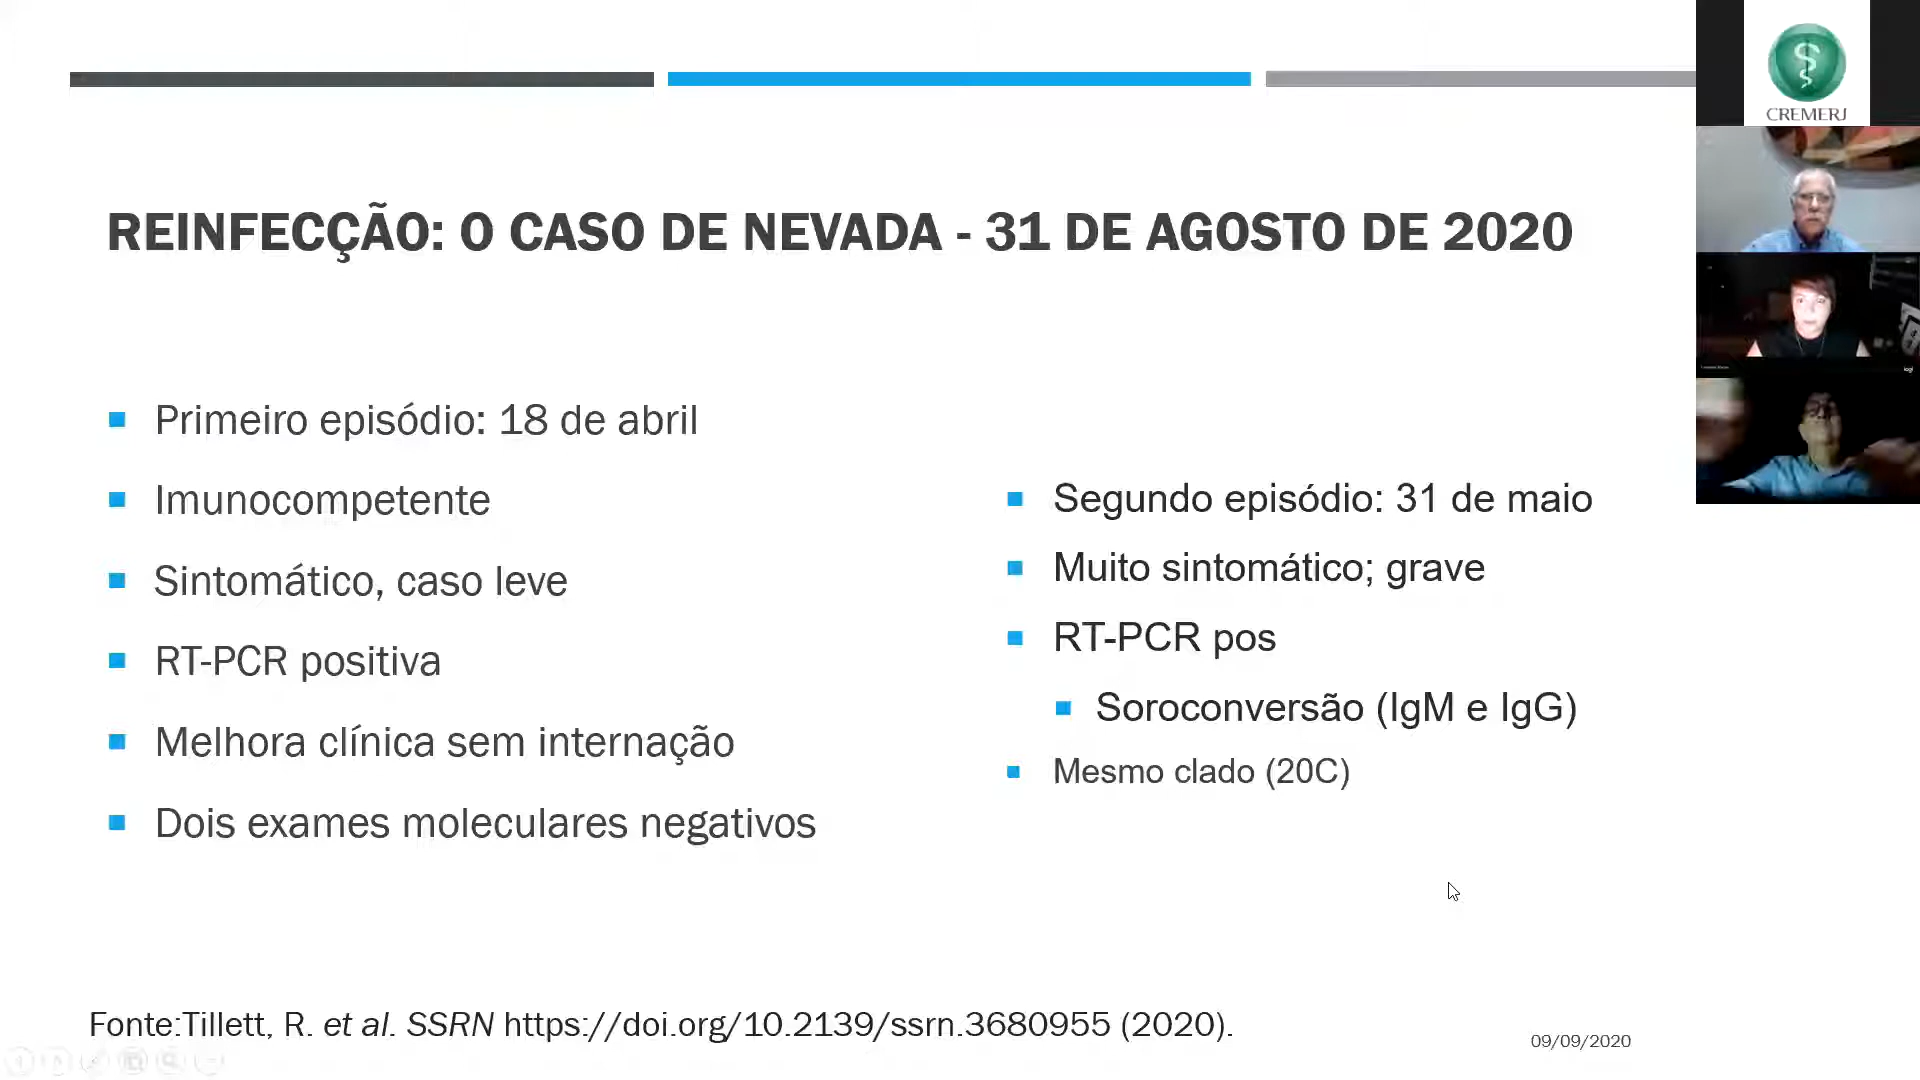 REINFECÇÃO: O CASO DE NEVADA - 31 DE AGOSTO DE 2020
Primeiro episódio: 18 de abril
Imunocompetente
Sintomático, caso leve
RT-PCR positiva
Melhora clínica sem internação
Dois exames moleculares negativos
Segundo episódio: 31 de maio
Muito sintomático; grave
RT-PCR pos
Soroconversão (IgM e IgG)
Mesmo clado (20C)
Fonte:Tillett, R. et al. SSRN https://doi.org/10.2139/ssrn.3680955 (2020).
09/09/2020
CREMERJ